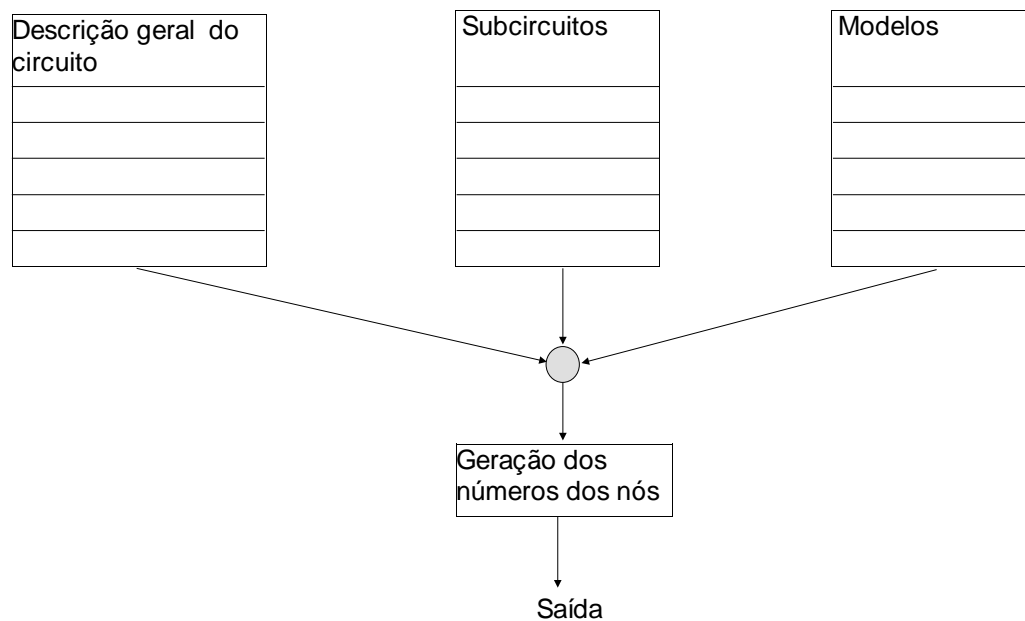 Descrição geral do
circuito
Subcircuitos
Modelos
Geração dos
números dos nós
Saída